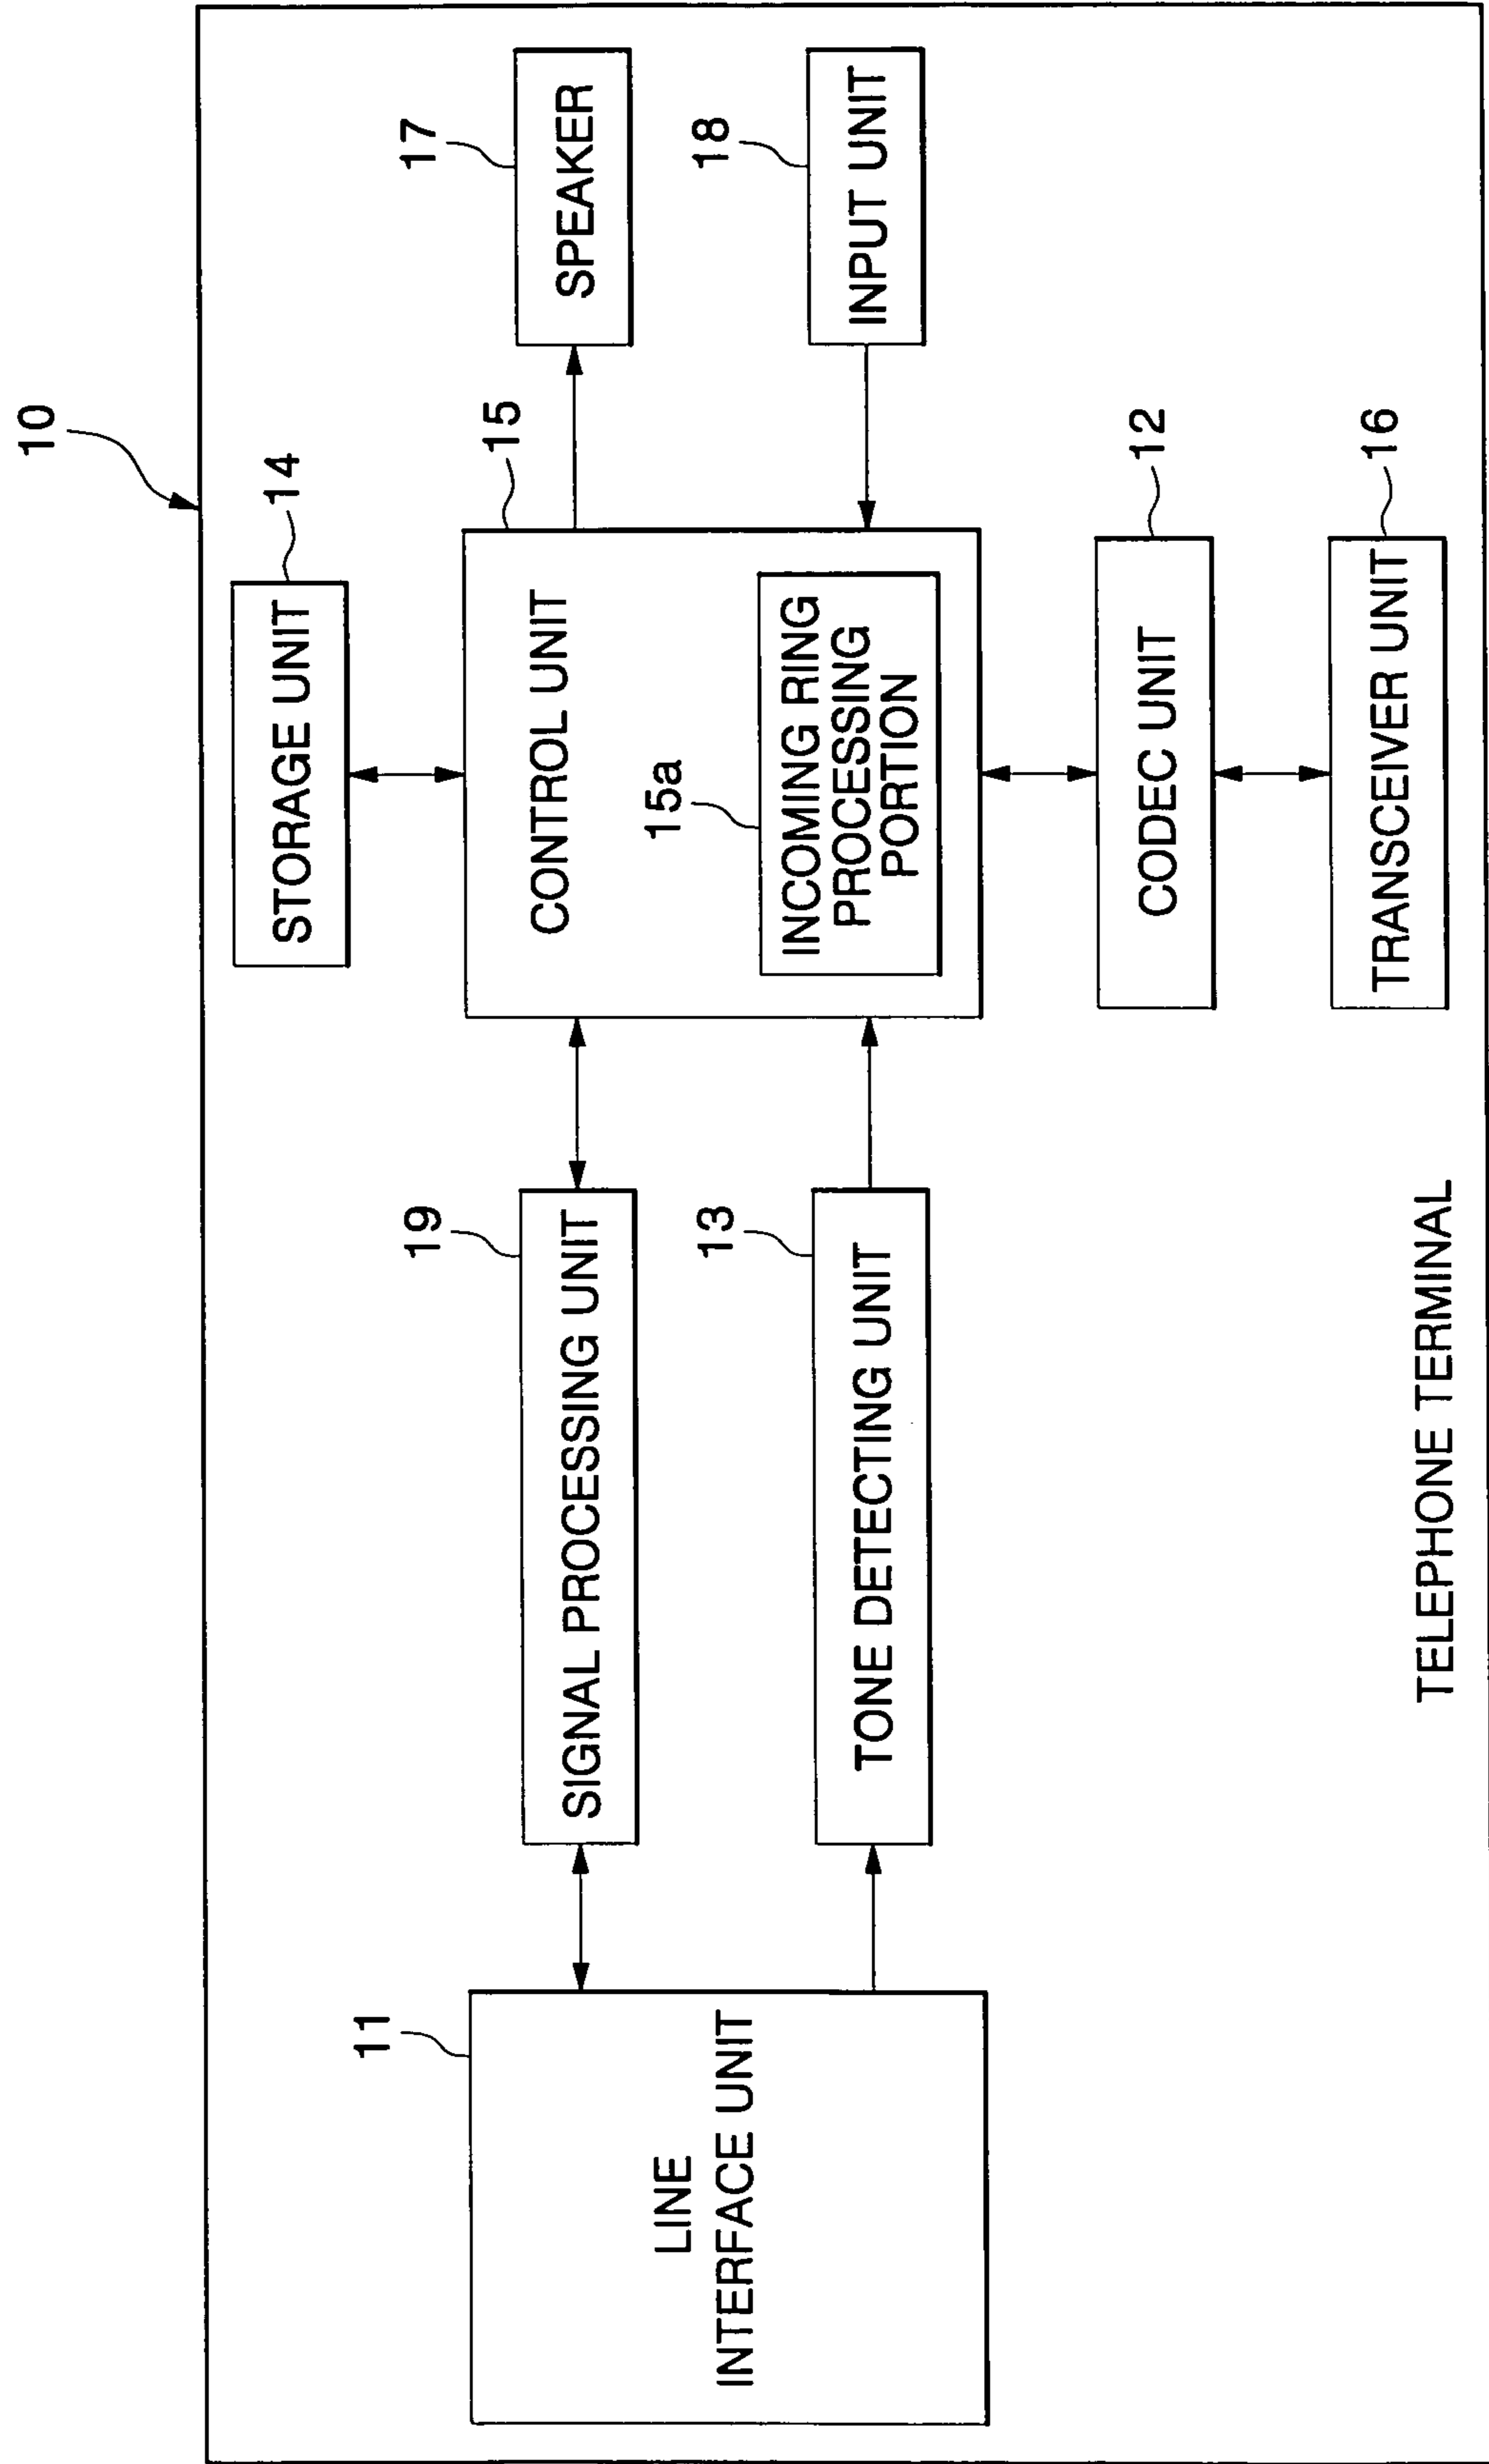 10
14
STORAGE UNIT
17
SPEAKER
15
CONTROL UNIT
19
SIGNAL PROCESSING UNIT
11
LINE
INTERFACE UNIT
18
INPUT UNIT
15a
INCOMING RING
PROCESSING
PORTION
13
TONE DETECTING UNIT
12
CODEC UNIT
16
TRANSCEIVER UNIT
TELEPHONE TERMINAL